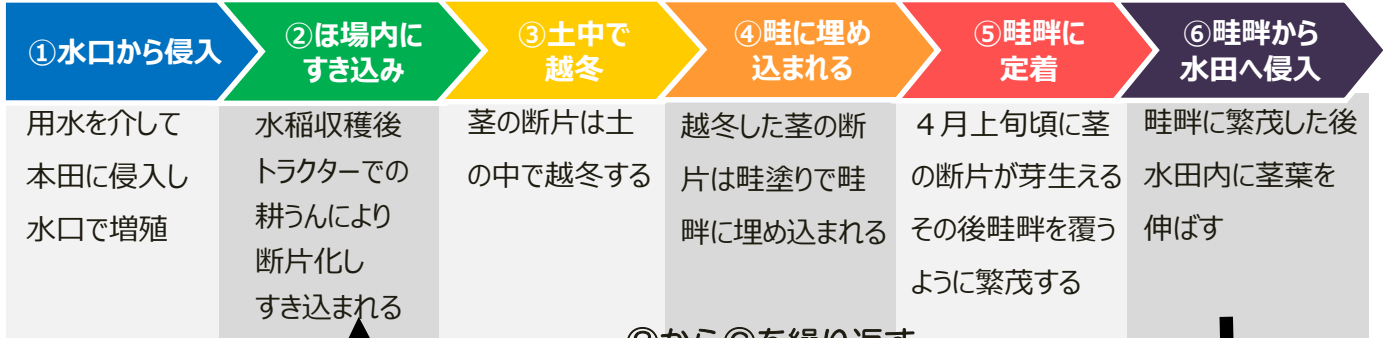 ①水口から侵入
②ほ場内に
すき込み
③土中で
越冬
④畦に埋め
込まれる
⑤畦畔に
定着
⑥畦畔から
水田へ侵入
用水を介して
本田に侵入し
水口で増殖
水稲収穫後
トラクターでの
耕うんにより
断片化し
すき込まれる
茎の断片は土
の中で越冬する
越冬した茎の断
片は畦塗りで畦
畔に埋め込まれる
４月上旬頃に茎
の断片が芽生える
その後畦畔を覆う
ように繁茂する
畦畔に繁茂した後
水田内に茎葉を
伸ばす
から を繰り返す